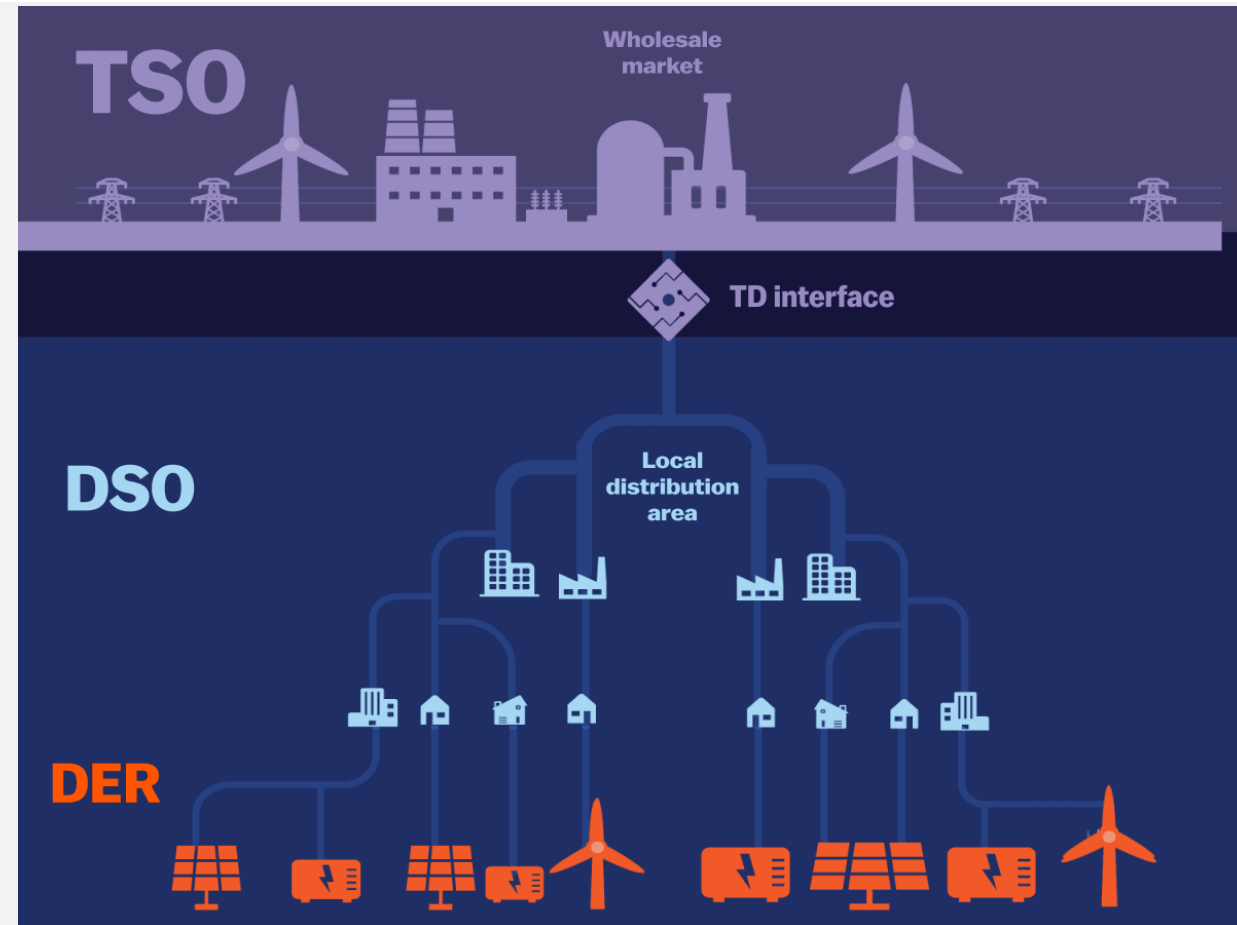 TSO
Wholesale
market
TD interface
DSO
Local
distribution
area
DER